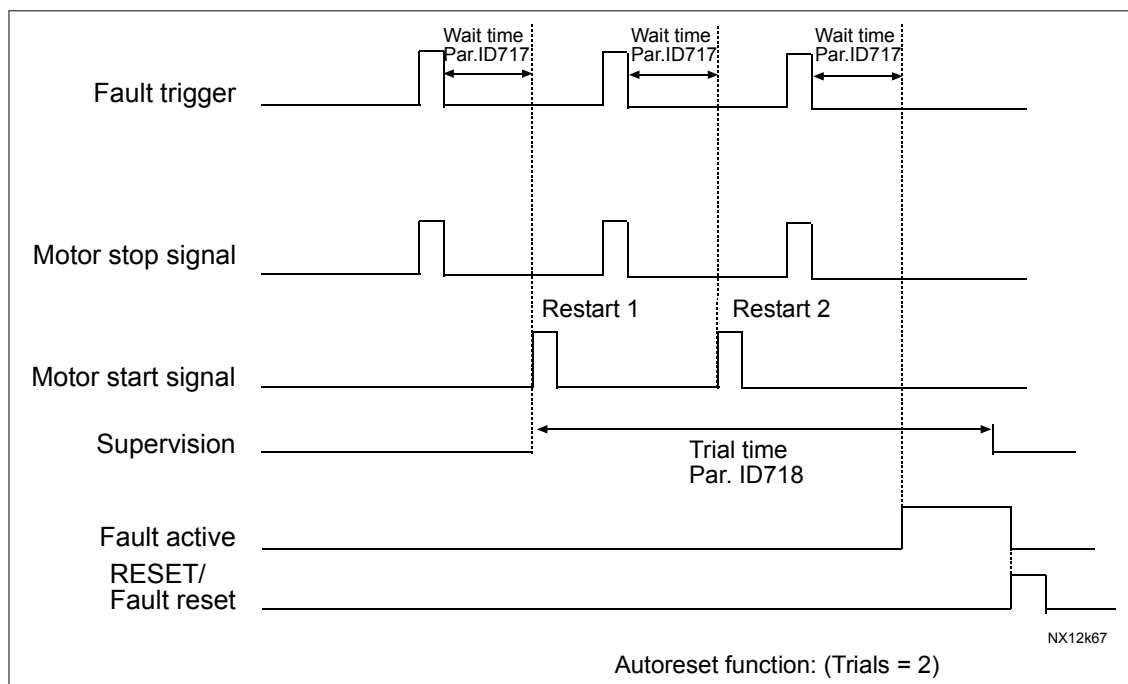 Wait time
Par.ID717
Wait time
Par.ID717
Wait time
Par.ID717
Fault trigger
Motor stop signal
Restart 1
Restart 2
Motor start signal
Supervision
Trial time
Par. ID718
Fault active
RESET/
Fault reset
NX12k67
Autoreset function: (Trials = 2)